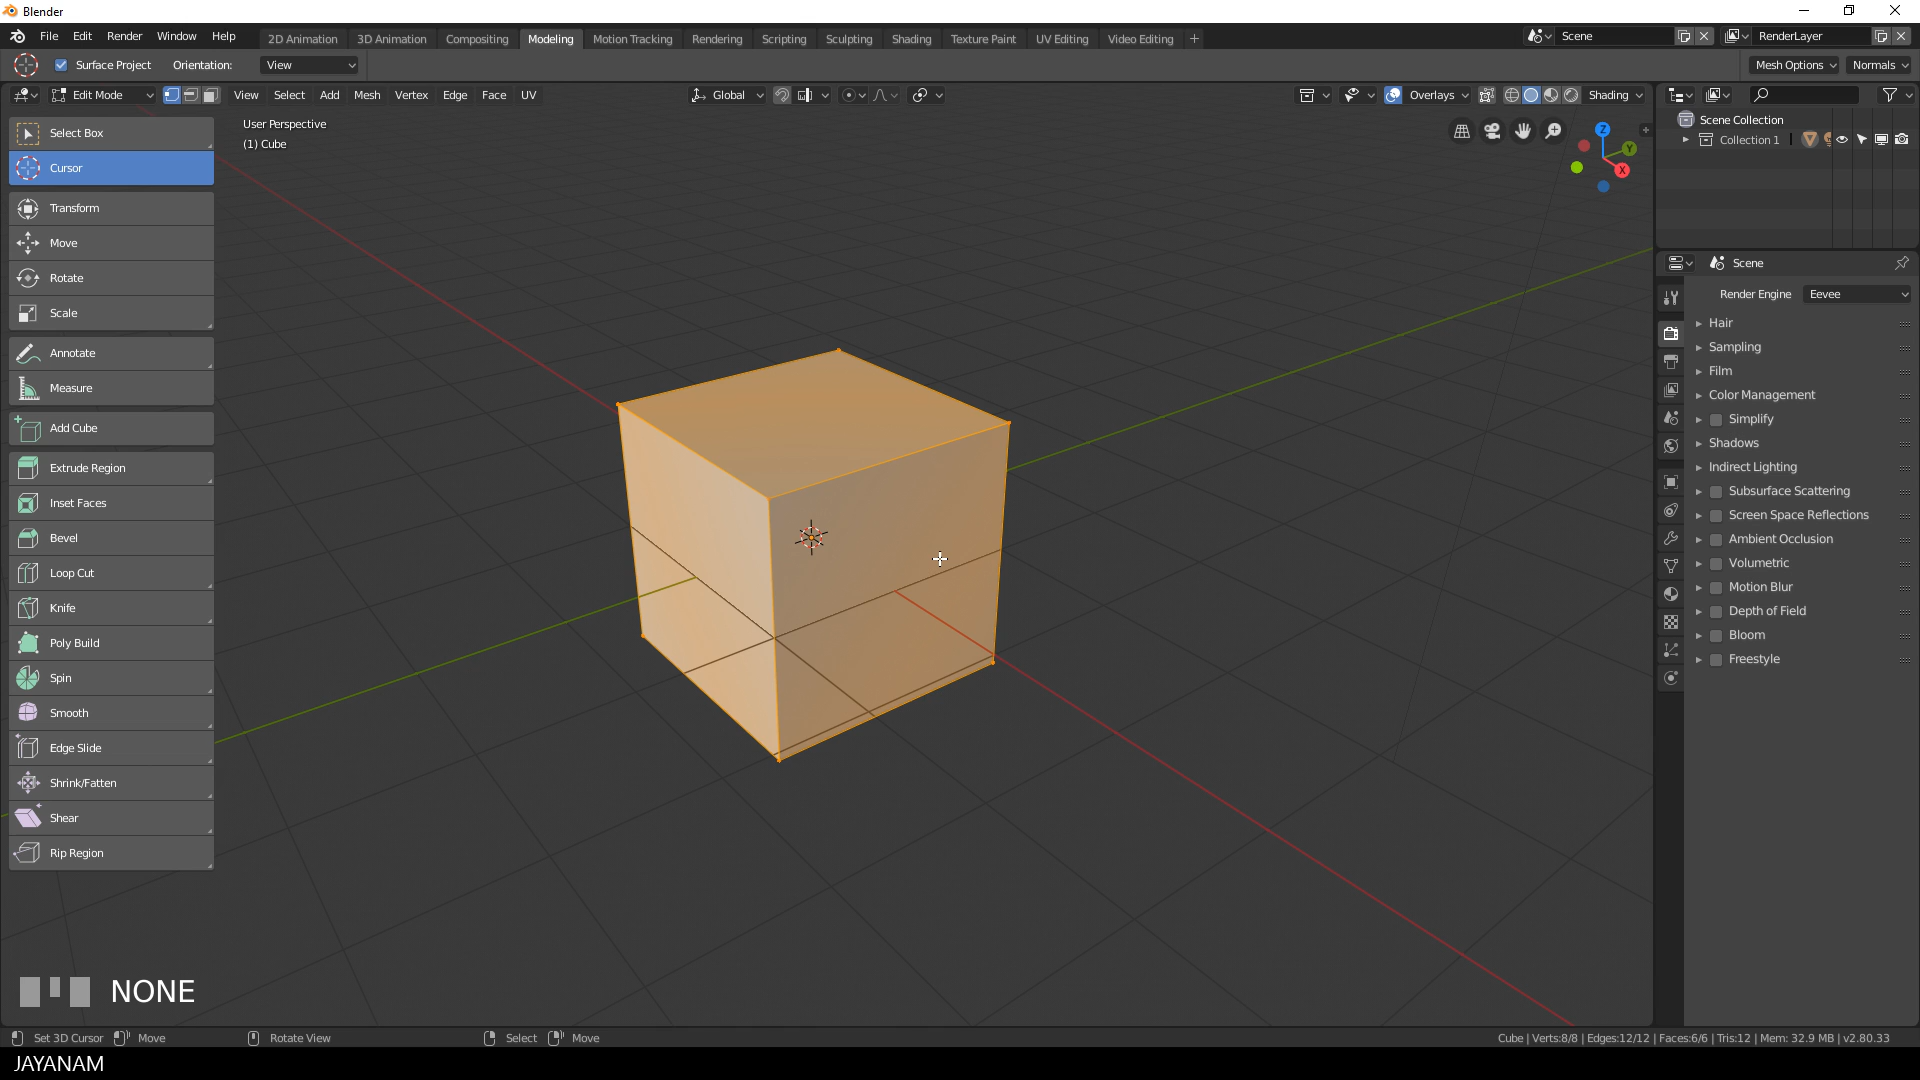 Blender
File Edit Render Window Help 2D Animation 3D Animation Compositing Modeling Motion Tracking Rendering Scripting Sculpting Shading Texture Paint UV Editing Video Editing Scene RenderLayer
Surface Project Orientation: View Mesh Options Normals
Edit Mode View Select Add Mesh Vertex Edge Face UV Global Overlays Shading
User Perspective
(1) Cube
Select Box
Cursor
Transform
Move
Rotate
Scale
Annotate
Measure
Add Cube
Extrude Region
Inset Faces
Bevel
Loop Cut
Knife
Poly Build
Spin
Smooth
Edge Slide
Shrink/Fatten
Shear
Rip Region
Z
Y
X
Scene Collection
Collection 1
Scene
Render Engine Eevee
Hair
Sampling
Film
Color Management
Simplify
Shadows
Indirect Lighting
Subsurface Scattering
Screen Space Reflections
Ambient Occlusion
Volumetric
Motion Blur
Depth of Field
Bloom
Freestyle
NONE
Set 3D Cursor Move Rotate View Select Move Cube | Verts:8/8 | Edges:12/12 | Faces:6/6 | Tris:12 | Mem: 32.9 MB | v2.80.33
JAYANAM